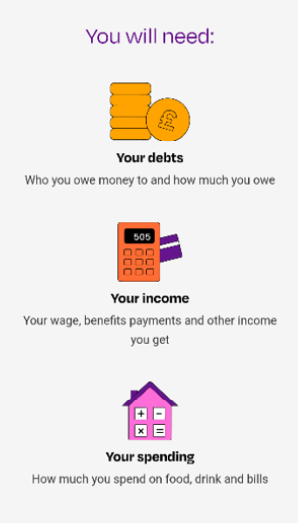 You will need:
£
Your debts
Who you owe money to and how much you owe
505
Your income
Your wage, benefits payments and other income
you get
+ -
× =
Your spending
How much you spend on food, drink and bills